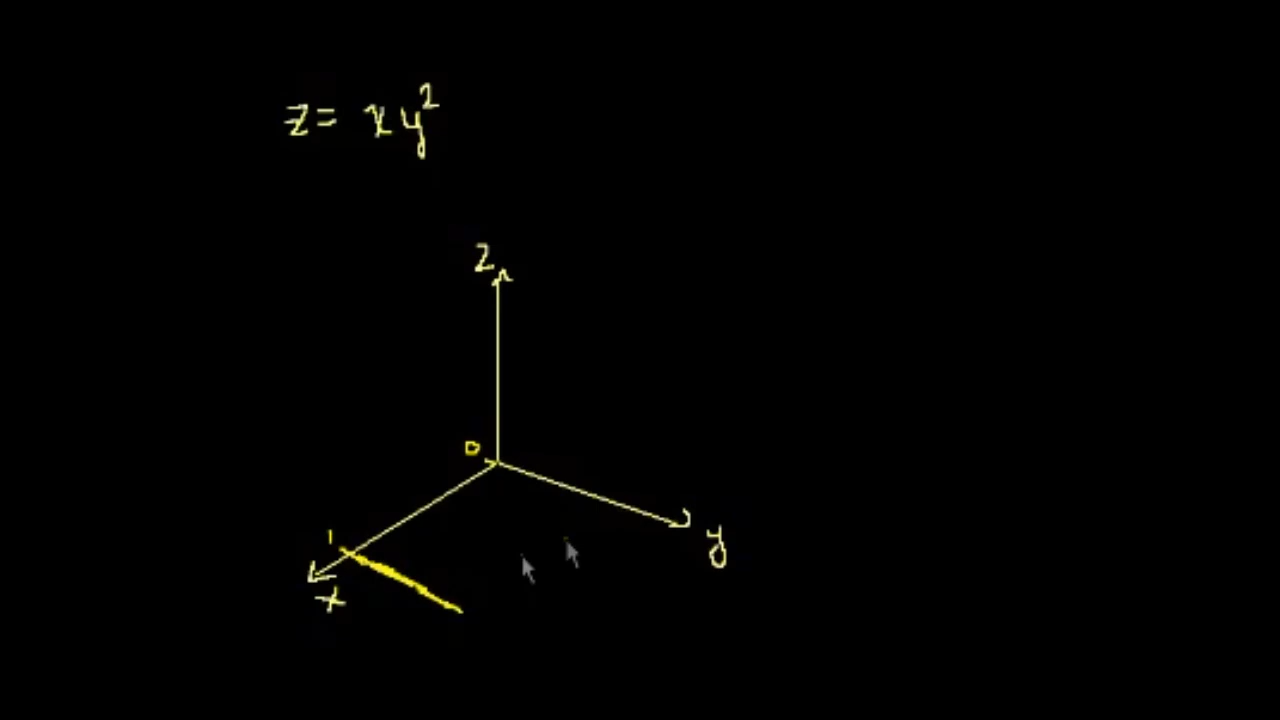 z = xy²
z
0
1
x
y